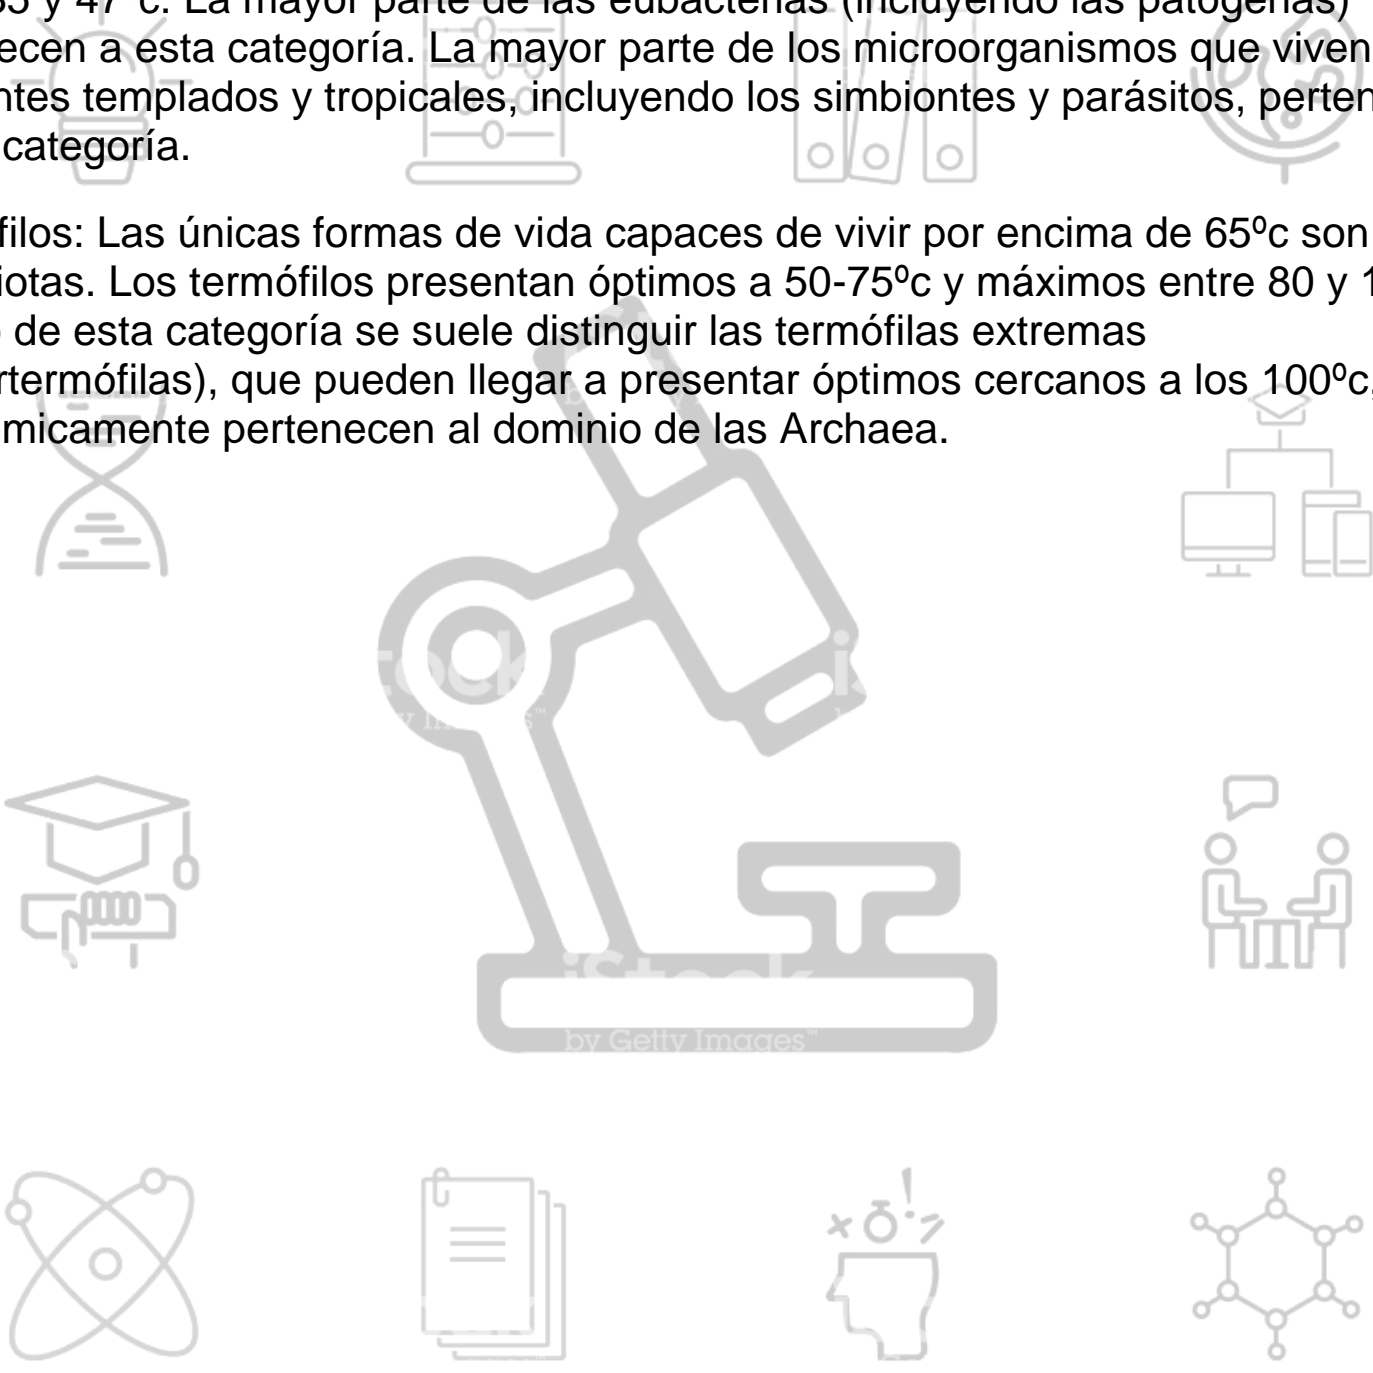 35 y 47ºc. La mayor parte de las eubacterias (incluyendo las patógenas)
ecen a esta categoría. La mayor parte de los microorganismos que viven
ntes templados y tropicales, incluyendo los simbiontes y parásitos, perten
categoría.
filos: Las únicas formas de vida capaces de vivir por encima de 65ºc son
iotas. Los termófilos presentan óptimos a 50-75ºc y máximos entre 80 y 1
de esta categoría se suele distinguir las termófilas extremas
rtermófilas), que pueden llegar a presentar óptimos cercanos a los 100ºc,
micamente pertenecen al dominio de las Archaea.
tock
iStock
by Getty Images™